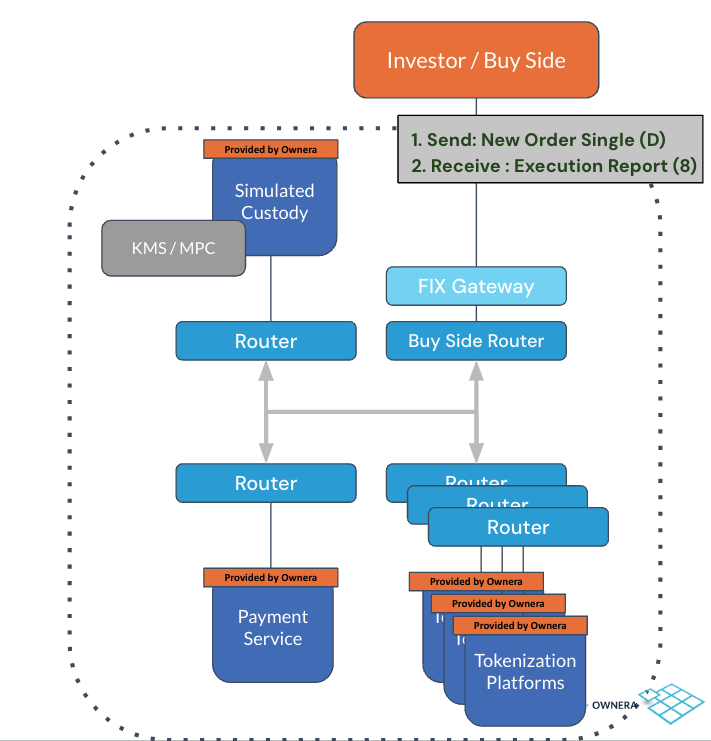 Investor / Buy Side
1. Send: New Order Single (D)
2. Receive : Execution Report (8)
Provided by Ownera
Simulated
Custody
KMS / MPC
FIX Gateway
Router
Buy Side Router
Router
Router
Router
Router
Provided by Ownera
Payment
Service
Provided by Ownera
Provided by Ownera
Provided by Ownera
Tokenization
Platforms
OWNERA